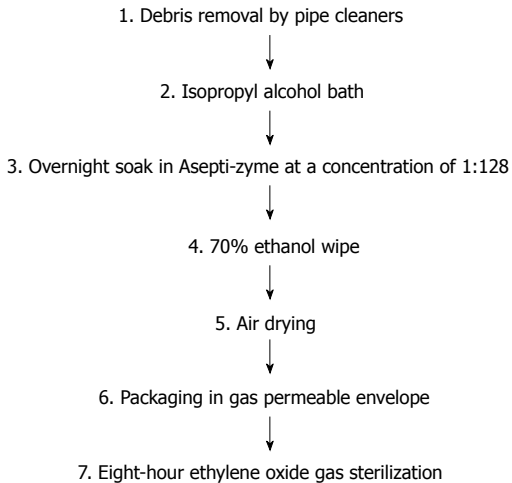 1. Debris removal by pipe cleaners
2. Isopropyl alcohol bath
3. Overnight soak in Asepti-zyme at a concentration of 1:128
4. 70% ethanol wipe
5. Air drying
6. Packaging in gas permeable envelope
7. Eight-hour ethylene oxide gas sterilization